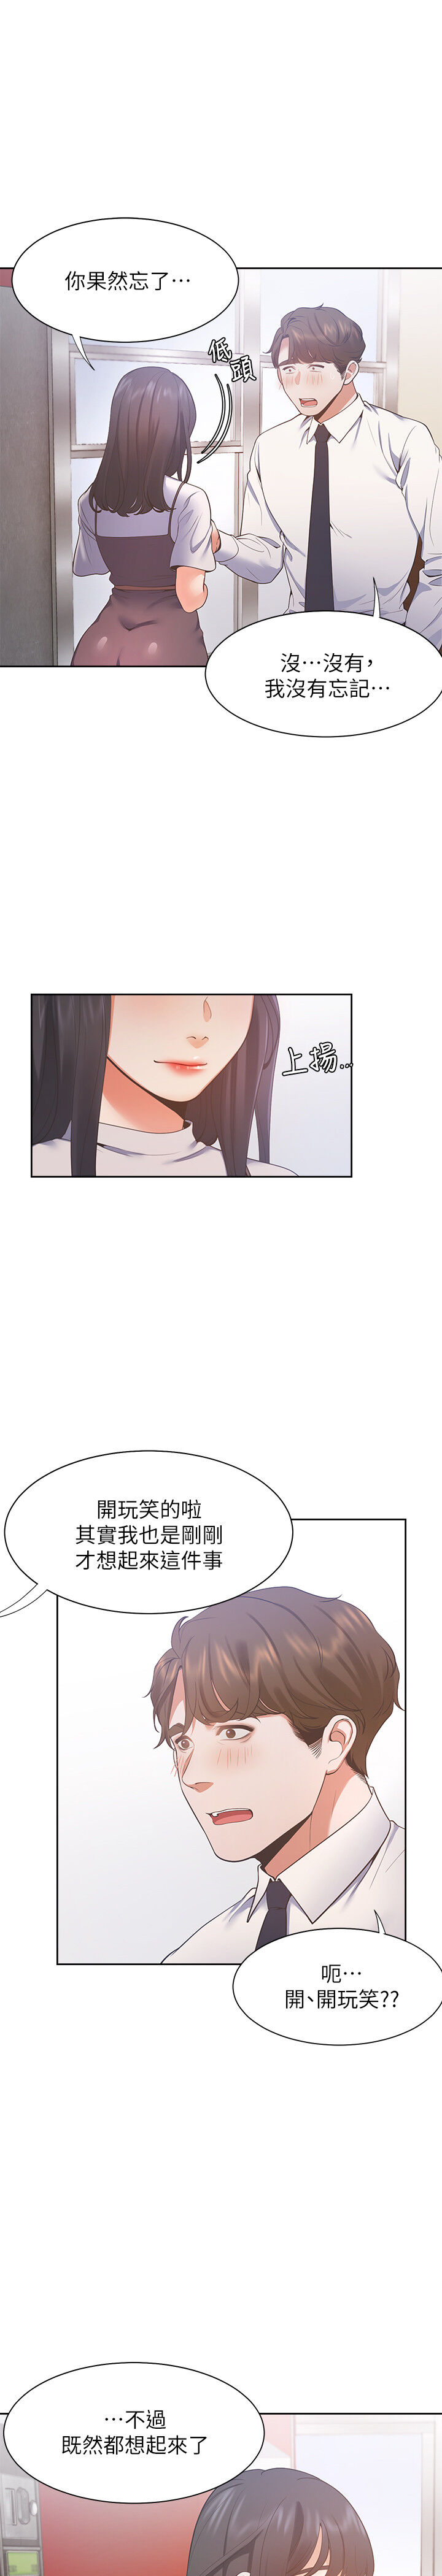 你果然忘了…
低頭
沒…沒有,
我沒有忘記…
上揚…
開玩笑的啦
其實我也是剛剛
才想起來這件事
呃…
開、開玩笑??
…不過
既然都想起來了